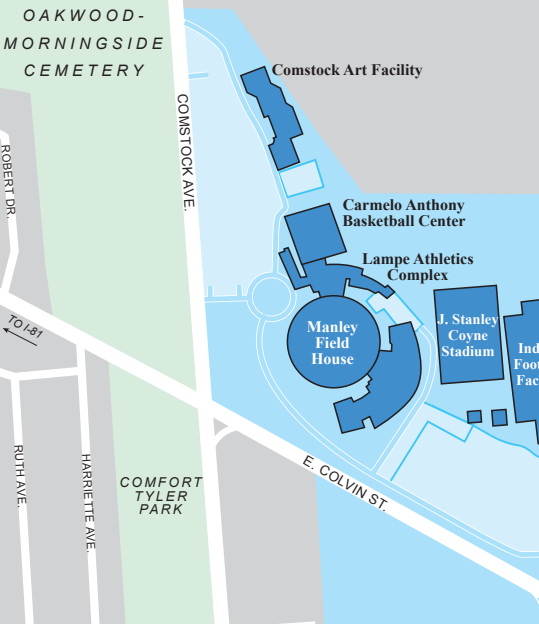 OAKWOOD-
MORNINGSIDE
CEMETERY
Comstock Art Facility
COMSTOCK AVE.
ROBERT DR.
Carmelo Anthony
Basketball Center
Lampe Athletics
Complex
TO I-81
Manley
Field
House
J. Stanley
Coyne
Stadium
Ind
Foot
Fac
E. COLVIN ST.
COMFORT
TYLER
PARK
RUTH AVE.
HARRIETTE AVE.